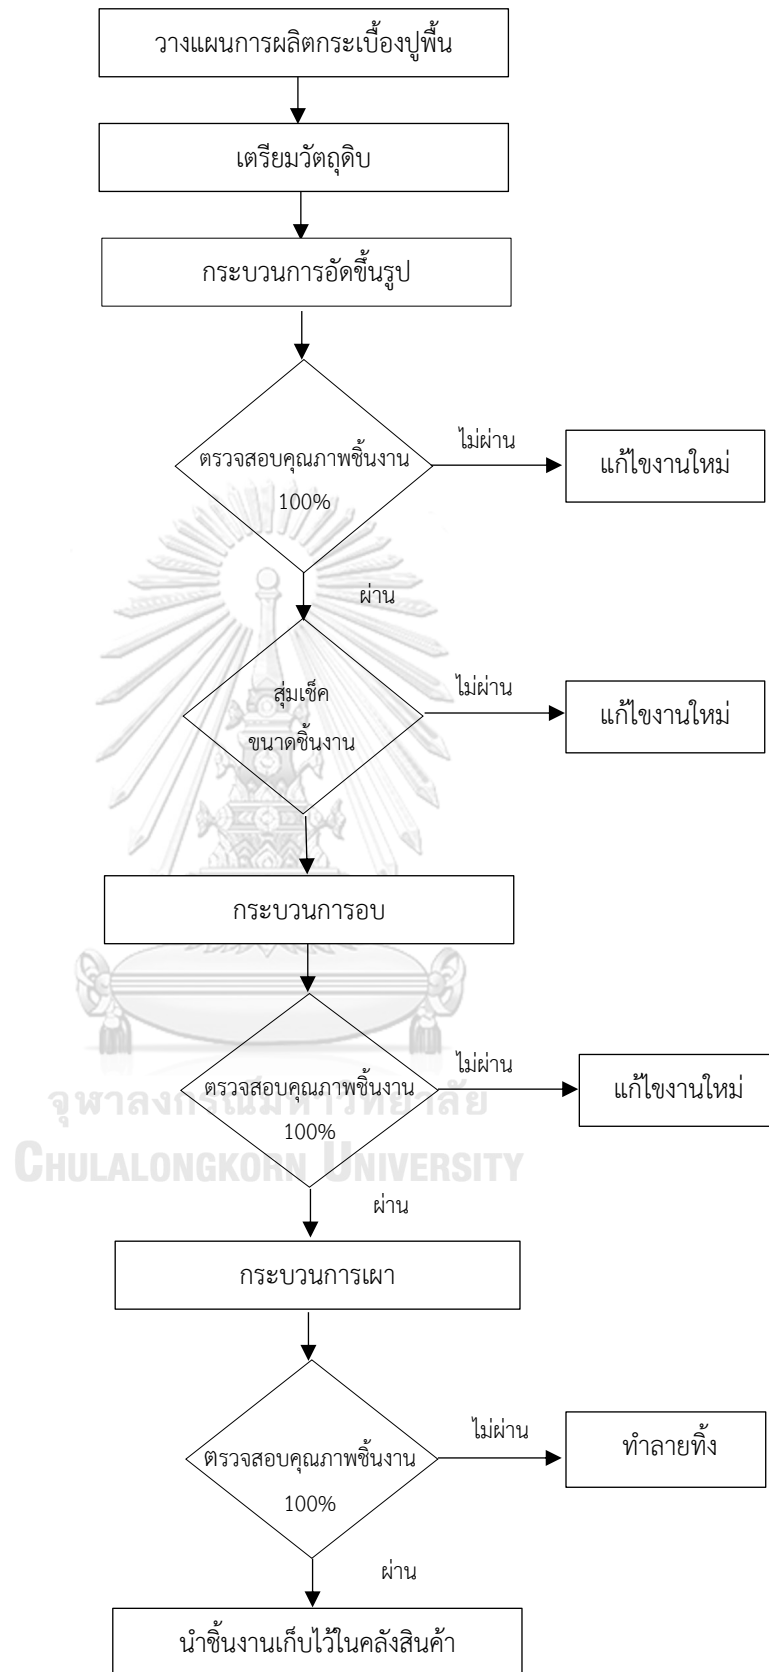 วางแผนการผลิตกระเบื้องปูพื้น
เตรียมวัตถุดิบ
กระบวนการอัดขึ้นรูป
ตรวจสอบคุณภาพชิ้นงาน
100%
ไม่ผ่าน
แก้ไขงานใหม่
ผ่าน
สุ่มเช็ค
ขนาดชิ้นงาน
ไม่ผ่าน
แก้ไขงานใหม่
กระบวนการอบ
ตรวจสอบคุณภาพชิ้นงาน
100%
ไม่ผ่าน
แก้ไขงานใหม่
จุฬาลงกรณ์มหาวิทยาลัย
CHULALONGKORN UNIVERSITY
ผ่าน
กระบวนการเผา
ตรวจสอบคุณภาพชิ้นงาน
100%
ไม่ผ่าน
ทำลายทิ้ง
ผ่าน
นำชิ้นงานเก็บไว้ในคลังสินค้า